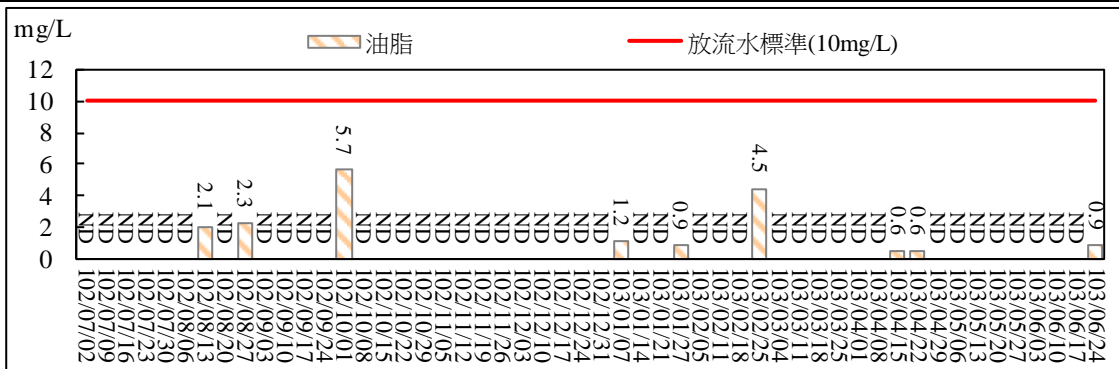 mg/L
油脂
放流水標準(10mg/L)
12
10
8
6
4
2
0
ND
ND
ND
ND
ND
ND
2.1
ND
2.3
ND
ND
ND
ND
5.7
ND
ND
ND
ND
ND
ND
ND
ND
ND
ND
ND
ND
ND
1.2
ND
ND
0.9
ND
ND
ND
4.5
ND
ND
ND
ND
ND
ND
0.6
0.6
ND
ND
ND
ND
ND
ND
ND
ND
0.9
102/07/02
102/07/09
102/07/16
102/07/23
102/07/30
102/08/06
102/08/13
102/08/20
102/08/27
102/09/03
102/09/10
102/09/17
102/09/24
102/10/01
102/10/08
102/10/15
102/10/22
102/10/29
102/11/05
102/11/12
102/11/19
102/11/26
102/12/03
102/12/10
102/12/17
102/12/24
102/12/31
103/01/07
103/01/14
103/01/21
103/01/27
103/02/05
103/02/11
103/02/18
103/02/25
103/03/04
103/03/11
103/03/18
103/03/25
103/04/01
103/04/08
103/04/15
103/04/22
103/04/29
103/05/06
103/05/13
103/05/20
103/05/27
103/06/03
103/06/10
103/06/17
103/06/24